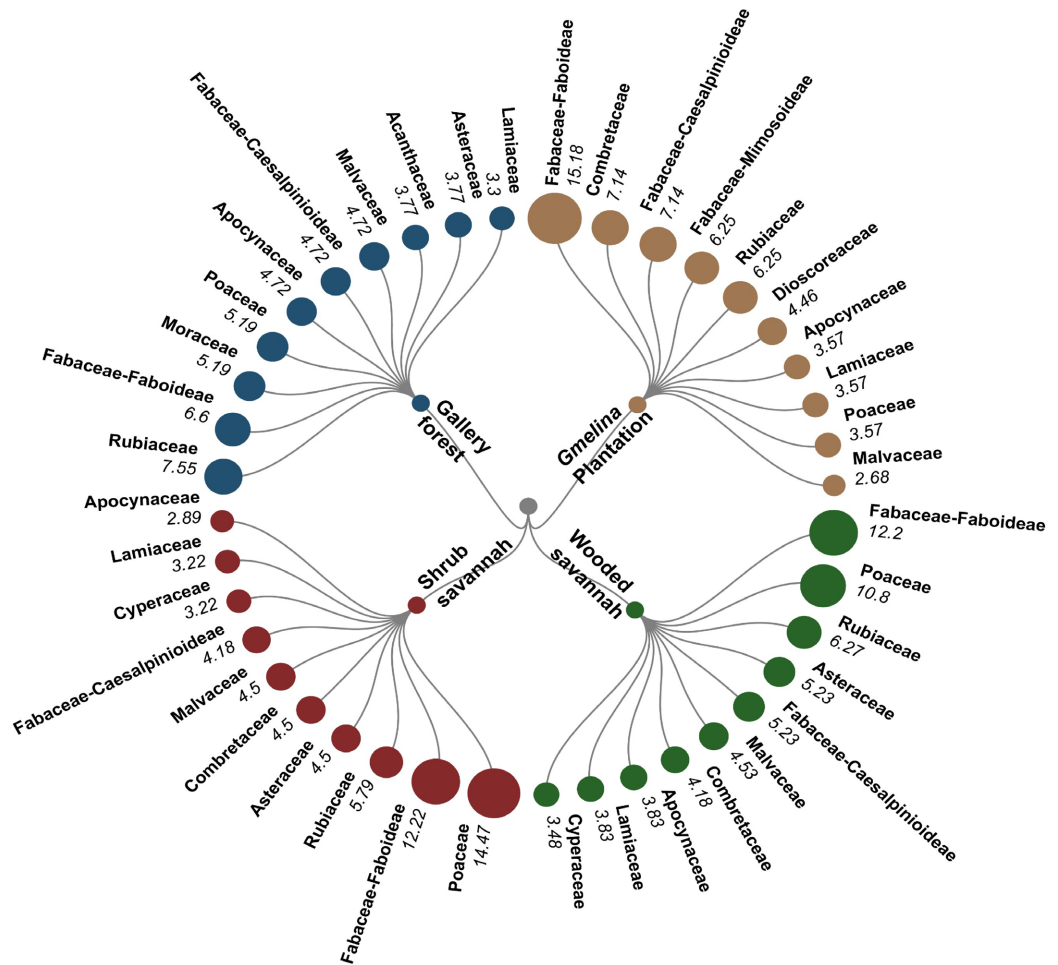 Lamiaceae
3.3
Asteraceae
3.77
Acanthaceae
3.77
Malvaceae
4.72
Fabaceae-Caesalpinioideae
4.72
Apocynaceae
4.72
Poaceae
5.19
Moraceae
5.19
Fabaceae-Faboideae
6.6
Rubiaceae
7.55
Gallery
forest
Fabaceae-Faboideae
15.18
Combretaceae
7.14
Fabaceae-Caesalpinioideae
7.14
Fabaceae-Mimosoideae
6.25
Rubiaceae
6.25
Dioscoreaceae
4.46
Apocynaceae
3.57
Lamiaceae
3.57
Poaceae
3.57
Malvaceae
2.68
Gmelina
Plantation
Fabaceae-Faboideae
12.2
Poaceae
10.8
Rubiaceae
6.27
Asteraceae
5.23
Fabaceae-Caesalpinioideae
5.23
Malvaceae
4.53
Combretaceae
4.18
Apocynaceae
3.83
Lamiaceae
3.83
Cyperaceae
3.48
Wooded
savannah
Apocynaceae
2.89
Lamiaceae
3.22
Cyperaceae
3.22
Fabaceae-Caesalpinioideae
4.18
Malvaceae
4.5
Combretaceae
4.5
Asteraceae
4.5
Rubiaceae
5.79
Fabaceae-Faboideae
12.22
Poaceae
14.47
Shrub
savannah